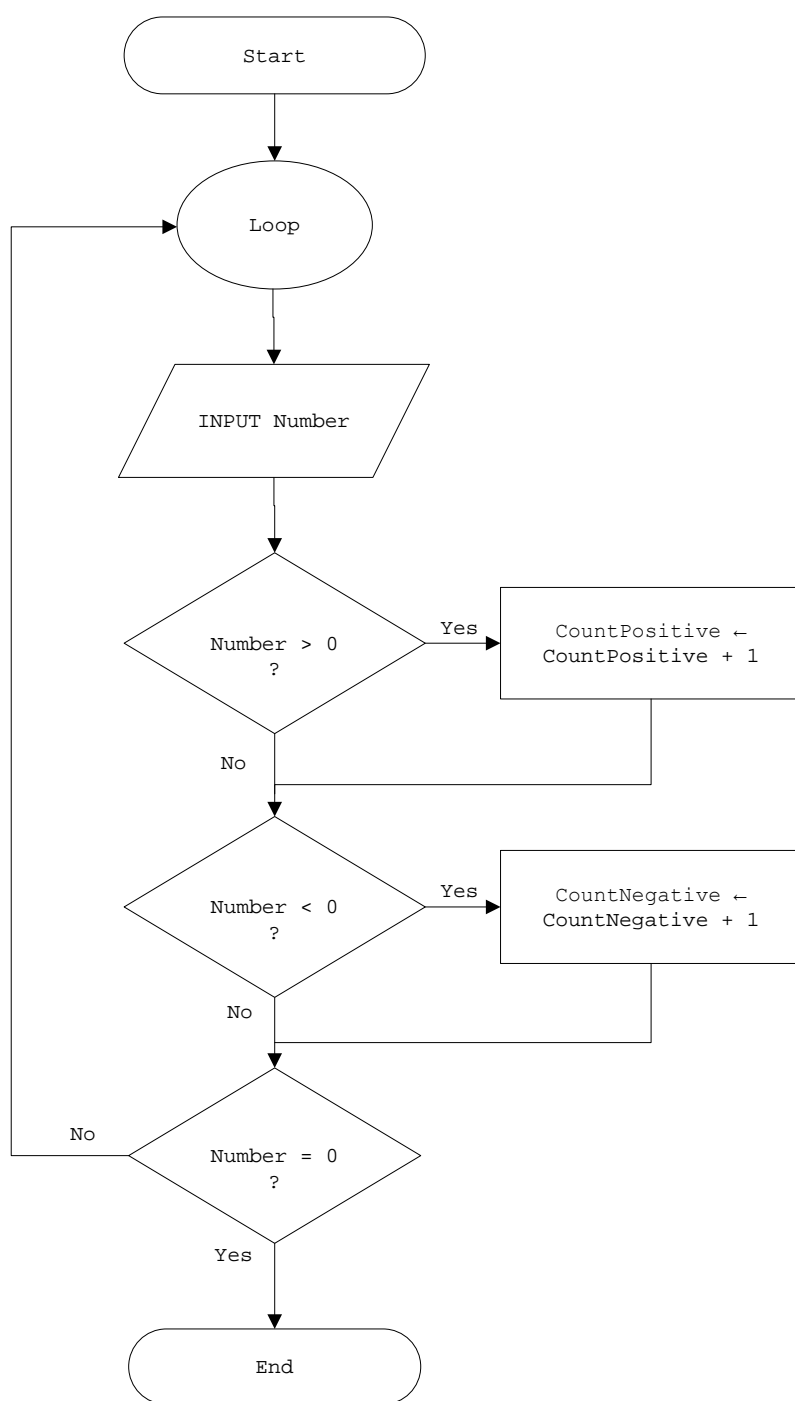 Start
Loop
INPUT Number
Number > 0
?
Yes
CountPositive ←
CountPositive + 1
No
Number < 0
?
Yes
CountNegative ←
CountNegative + 1
No
Number = 0
?
No
Yes
End